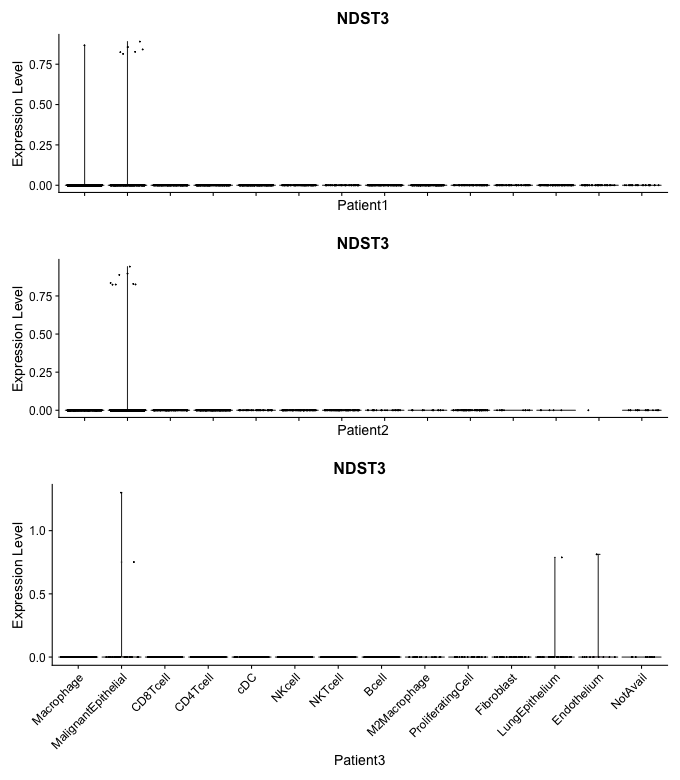 NDST3
Expression Level
0.75
0.50
0.25
0.00
Patient1
NDST3
Expression Level
0.75
0.50
0.25
0.00
Patient2
NDST3
Expression Level
1.0
0.5
0.0
Macrophage
MalignantEpithelial
CD8Tcell
CD4Tcell
cDC
NKcell
NKTcell
Bcell
M2Macrophage
ProliferatingCell
Fibroblast
LungEpithelium
Endothelium
NotAvail
Patient3